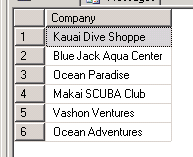 Company
1 Kauai Dive Shoppe
2 Blue Jack Aqua Center
3 Ocean Paradise
4 Makai SCUBA Club
5 Vashon Ventures
6 Ocean Adventures